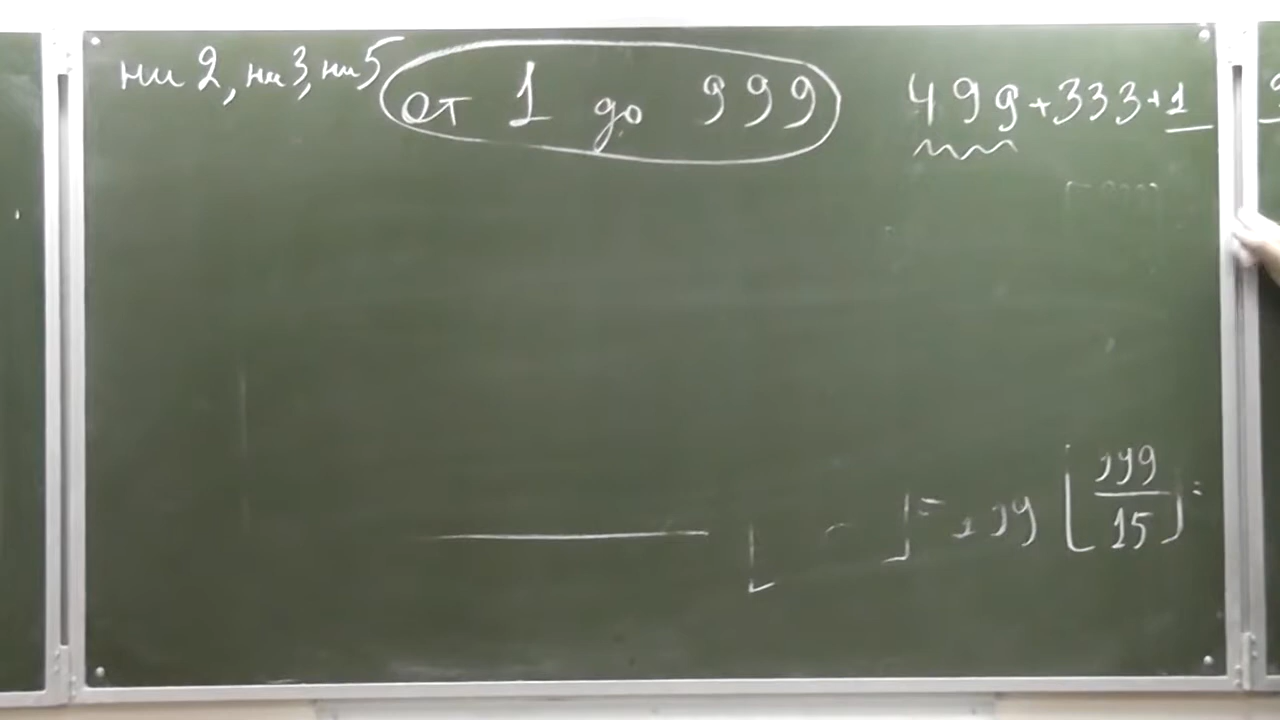 ни 2, ни 3, ни 5 от 1 до 999 499+333+1
999
15